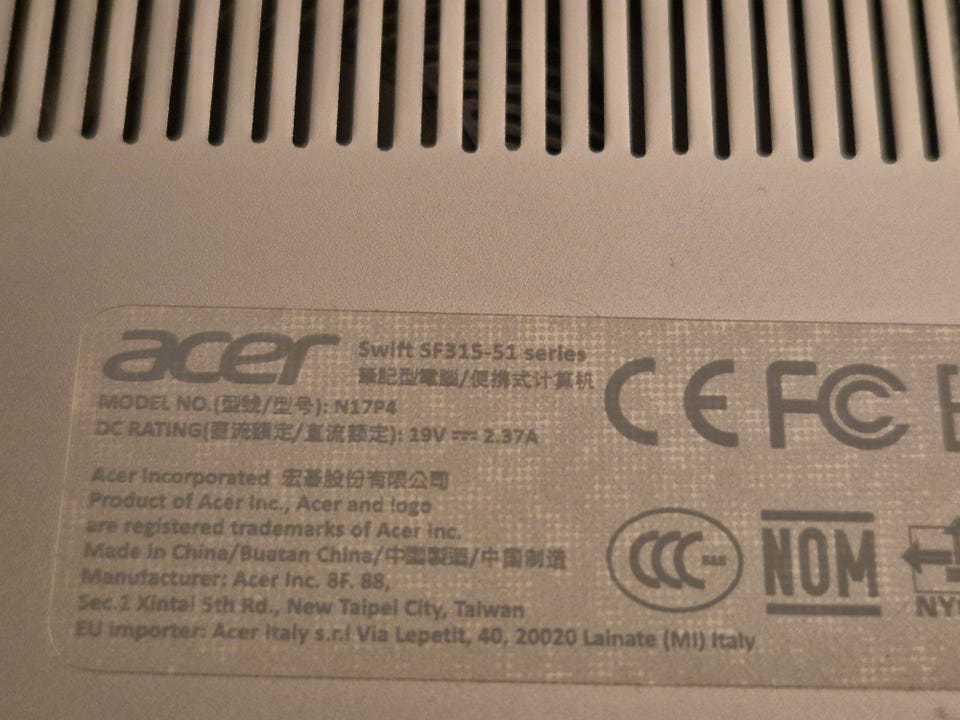 acer
Swift SF315-51 series
筆記型電腦/便携式计算机
MODEL NO.(型號/型号): N17P4
DC RATING(直流額定/直流额定): 19V ⎓ 2.37A
Acer Incorporated 宏碁股份有限公司
Product of Acer Inc., Acer and logo
are registered trademarks of Acer Inc.
Made in China/Buatan China/中國製造/中国制造
Manufacturer: Acer Inc. 8F. 88,
Sec.1 Xintai 5th Rd., New Taipei City, Taiwan
EU importer: Acer Italy s.r.l Via Lepetit, 40, 20020 Lainate (MI) Italy
CE FC
CCC
NOM
NY